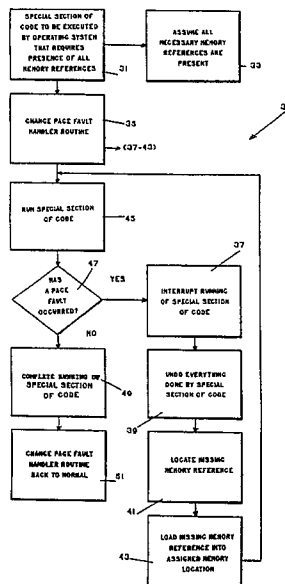 SPECIAL SECTION OF
CODE TO BE EXECUTED
BY OPERATING SYSTEM
THAT REQUIRES
PRESENCE OF ALL
MEMORY REFERENCES
31
ASSUME ALL
NECESSARY MEMORY
REFERENCES ARE
PRESENT
33
CHANGE PAGE FAULT
HANDLER ROUTINE
35
(37-43)
RUN SPECIAL SECTION
OF CODE
45
HAS
A PAGE
FAULT
OCCURRED?
47
YES
NO
INTERRUPT RUNNING
OF SPECIAL SECTION
OF CODE
37
COMPLETE RUNNING OF
SPECIAL SECTION
OF CODE
49
UNDO EVERYTHING
DONE BY SPECIAL
SECTION OF CODE
39
CHANGE PAGE FAULT
HANDLER ROUTINE
BACK TO NORMAL
51
LOCATE MISSING
MEMORY REFERENCE
41
LOAD MISSING MEMORY
REFERENCE INTO
ASSIGNED MEMORY
LOCATION
43